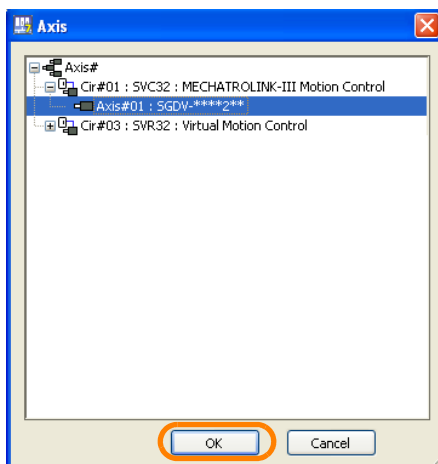 Axis
Axis#
Cir#01 : SVC32 : MECHATROLINK-III Motion Control
Axis#01 : SGDV-****2**
Cir#03 : SVR32 : Virtual Motion Control
OK
Cancel